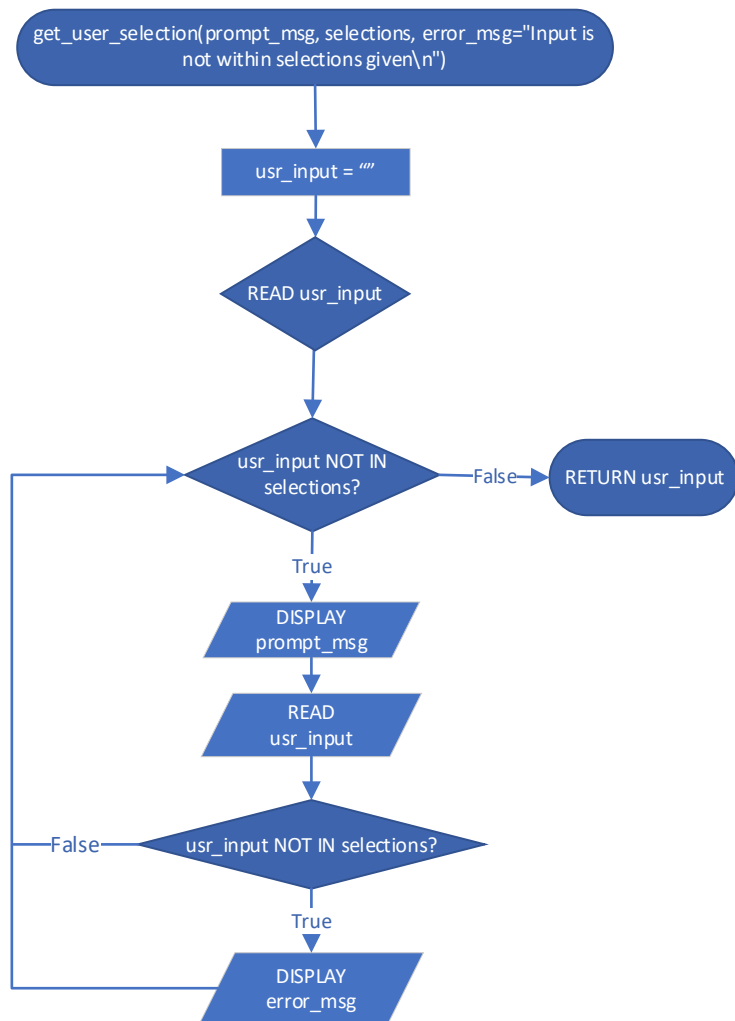 get_user_selection(prompt_msg, selections, error_msg="Input is
not within selections given\n")
usr_input = “”
READ usr_input
usr_input NOT IN
selections?
False
RETURN usr_input
True
DISPLAY
prompt_msg
READ
usr_input
usr_input NOT IN selections?
False
True
DISPLAY
error_msg